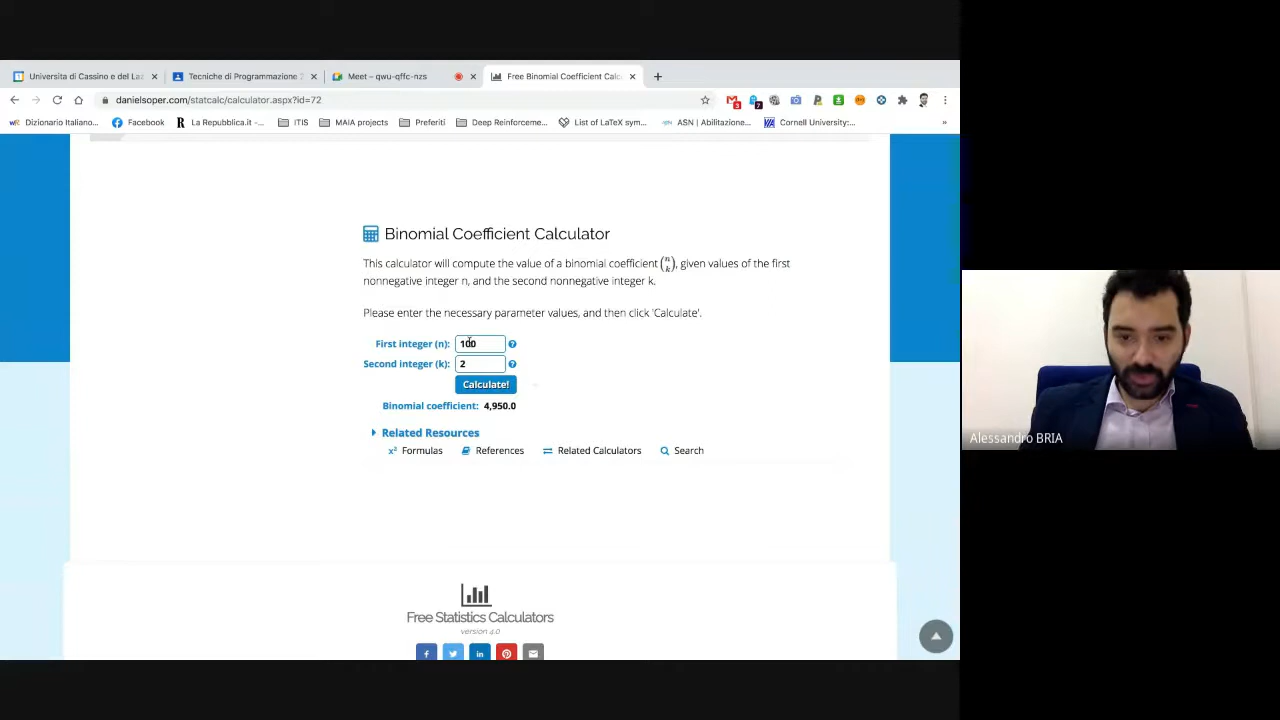 Universita di Cassino e del La
Tecniche di Programmazione
Meet – qwu-qffc-nzs
Free Binomial Coefficient Calc
danielsoper.com/statcalc/calculator.aspx?id=72
Dizionario Italiano...
Facebook
La Repubblica.it -...
ITIS
MAIA projects
Preferiti
Deep Reinforceme...
List of LaTeX sym...
ASN | Abilitazione...
Cornell University:...
»
Binomial Coefficient Calculator
This calculator will compute the value of a binomial coefficient (n k), given values of the first
nonnegative integer n, and the second nonnegative integer k.
Please enter the necessary parameter values, and then click 'Calculate'.
First integer (n): 100
Second integer (k): 2
Calculate!
Binomial coefficient: 4,950.0
Related Resources
x² Formulas
References
Related Calculators
Search
Alessandro BRIA
Free Statistics Calculators
version 4.0